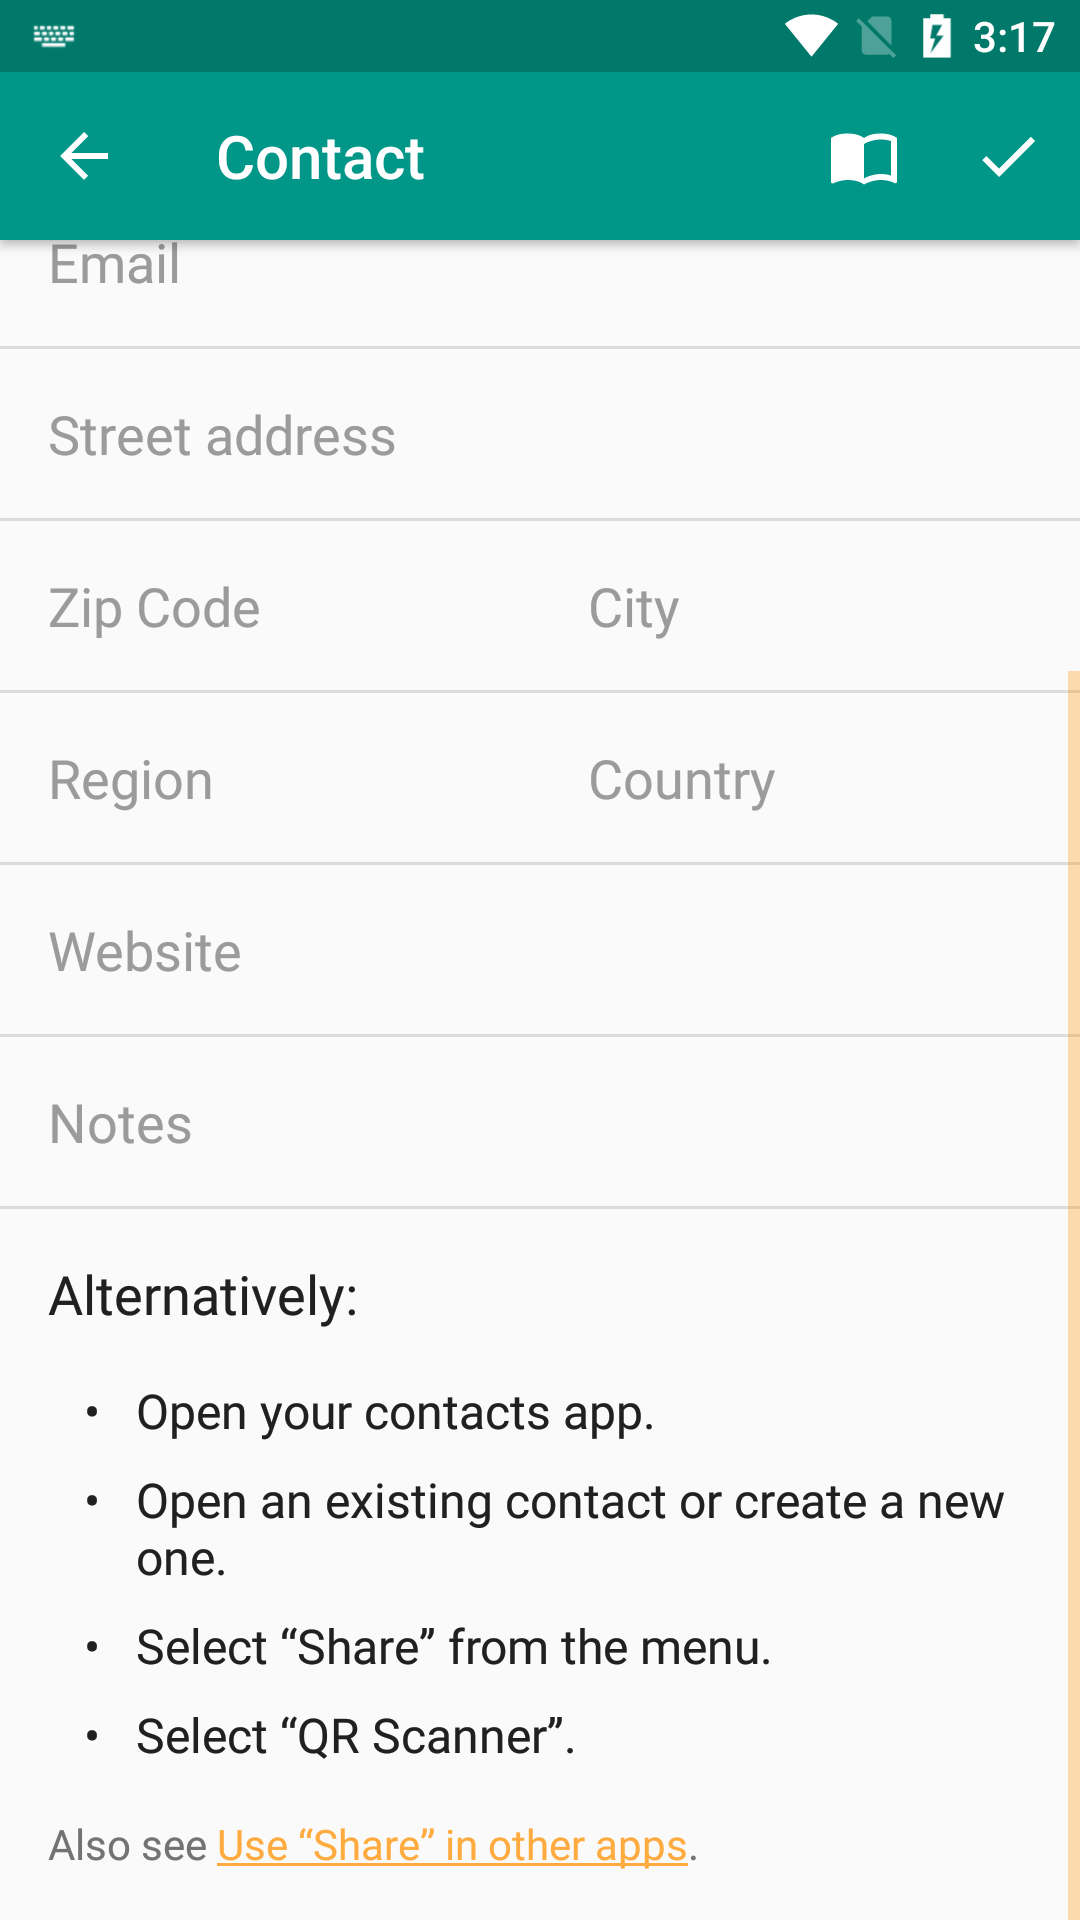 3:17
Contact
Email
Street address
Zip Code City
Region Country
Website
Notes
Alternatively:
• Open your contacts app.
• Open an existing contact or create a new
one.
• Select “Share” from the menu.
• Select “QR Scanner”.
Also see Use “Share” in other apps.